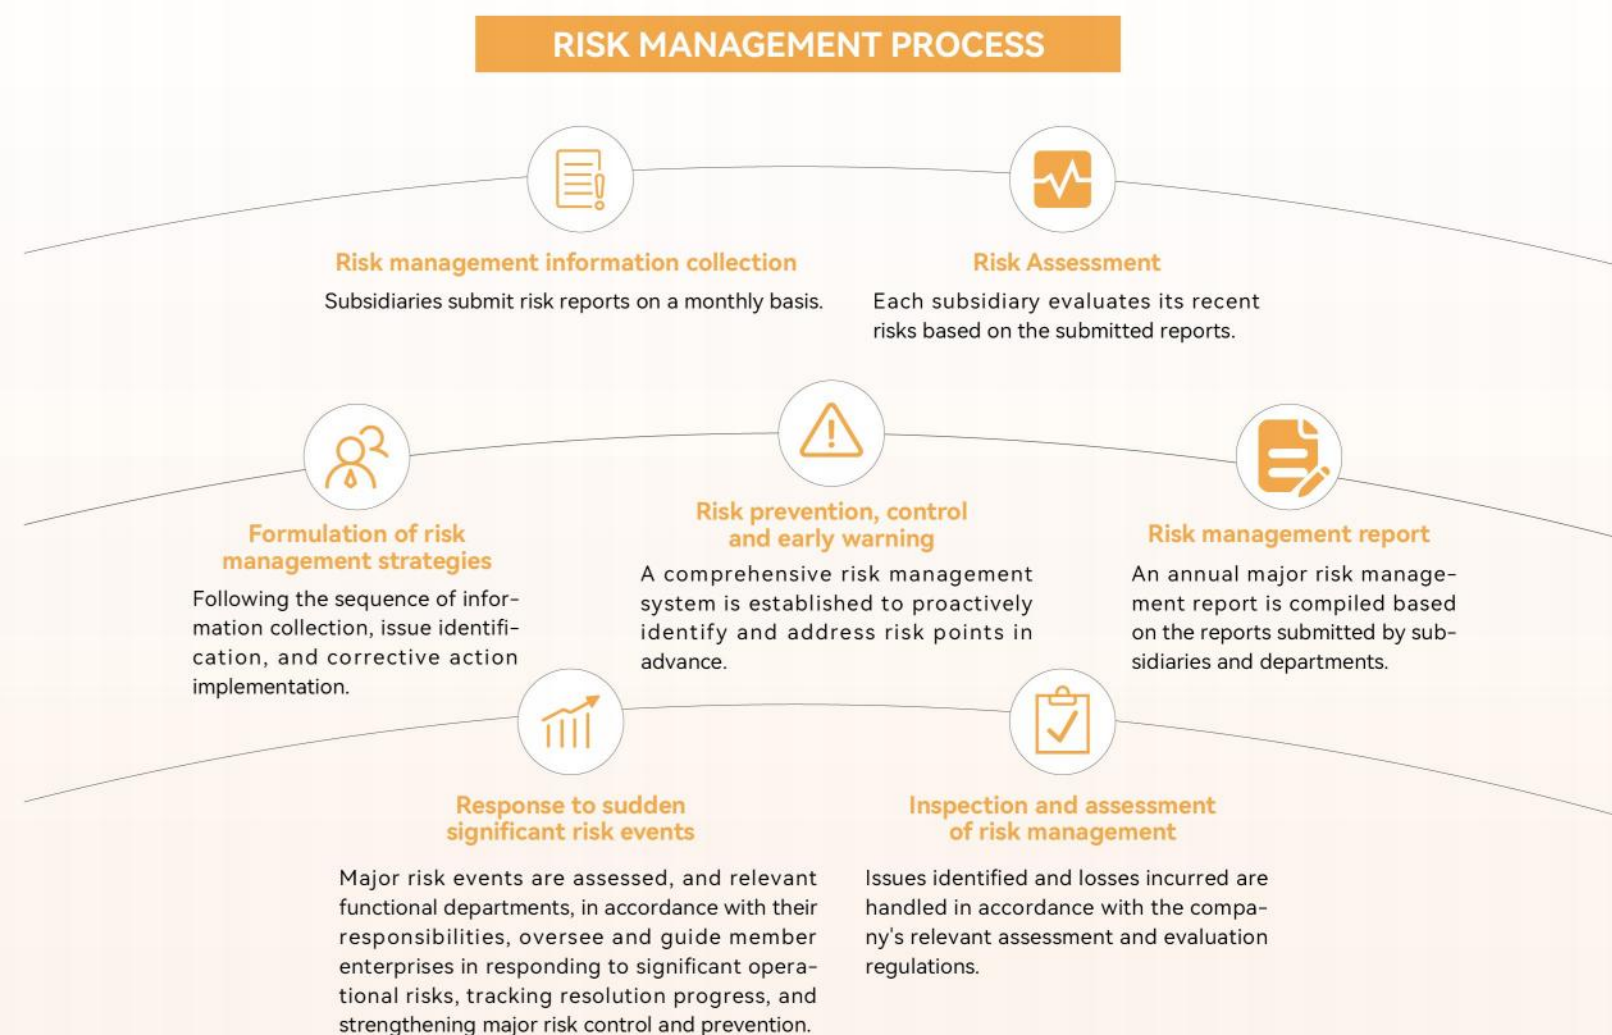 RISK MANAGEMENT PROCESS
Risk management information collection
Subsidiaries submit risk reports on a monthly basis.
Risk Assessment
Each subsidiary evaluates its recent
risks based on the submitted reports.
Formulation of risk
management strategies
Following the sequence of infor-
mation collection, issue identifi-
cation, and corrective action
implementation.
Risk prevention, control
and early warning
A comprehensive risk management
system is established to proactively
identify and address risk points in
advance.
Risk management report
An annual major risk manage-
ment report is compiled based
on the reports submitted by sub-
sidiaries and departments.
Response to sudden
significant risk events
Major risk events are assessed, and relevant
functional departments, in accordance with their
responsibilities, oversee and guide member
enterprises in responding to significant opera-
tional risks, tracking resolution progress, and
strengthening major risk control and prevention.
Inspection and assessment
of risk management
Issues identified and losses incurred are
handled in accordance with the compa-
ny's relevant assessment and evaluation
regulations.